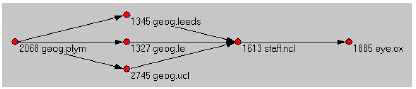 1345 geog.leeds
2068 geog.plym
1327 geog.le
1613 staff.ncl
1885 eye.ox
2745 geog.ucl